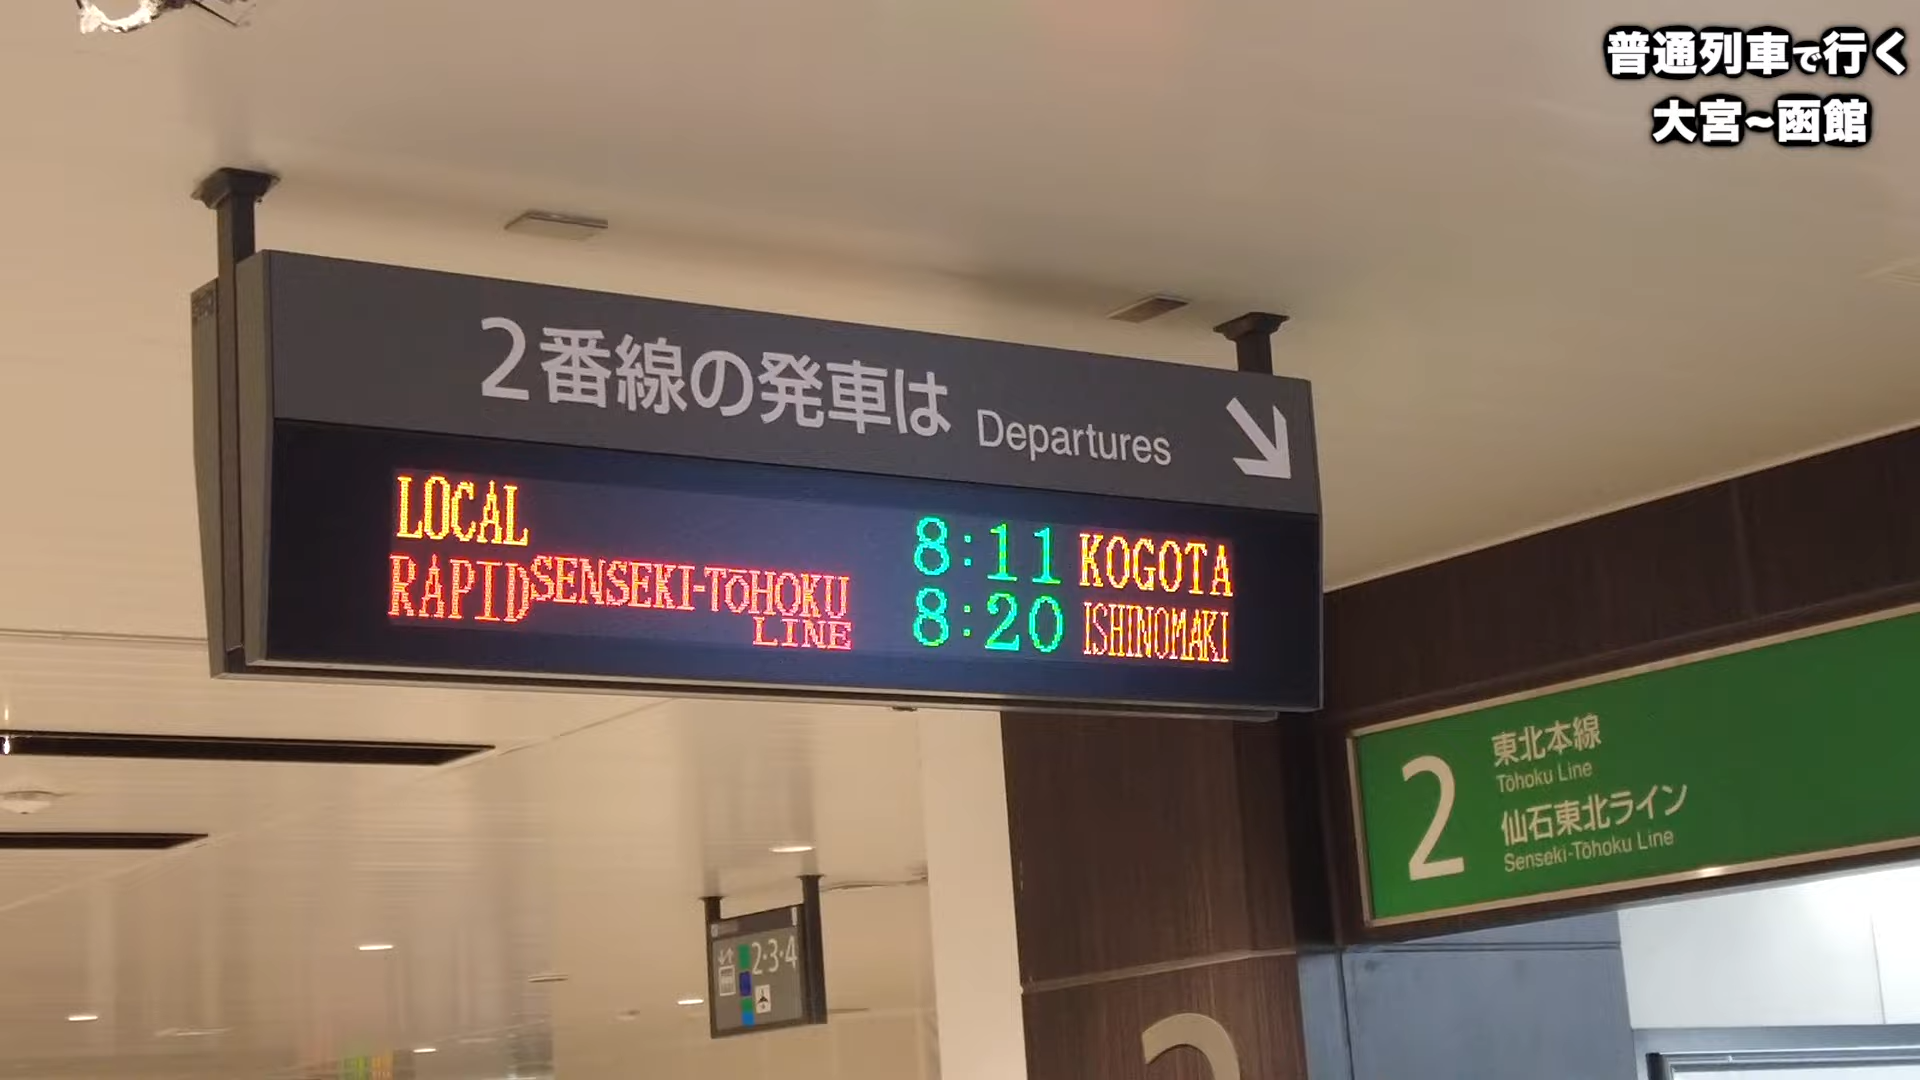 普通列車で行く
大宮~函館
2番線の発車は Departures
LOCAL 8:11 KOGOTA
RAPID SENSEKI-TŌHOKU LINE 8:20 ISHINOMAKI
2
東北本線
Tōhoku Line
仙石東北ライン
Senseki-Tōhoku Line
2·3·4
2